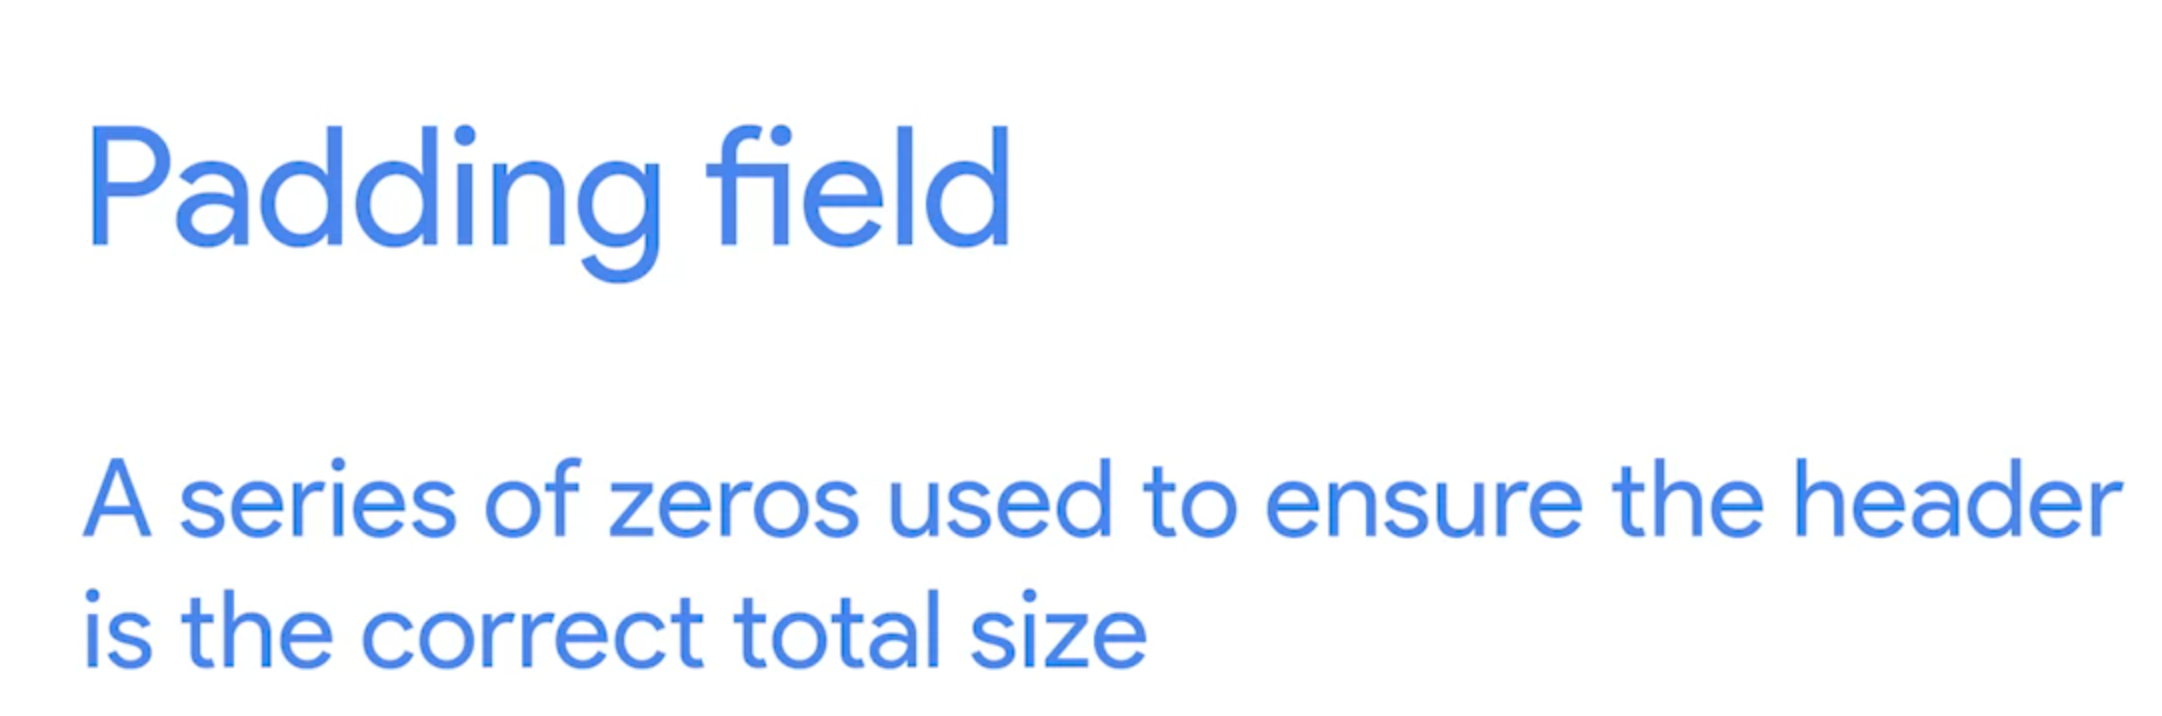 Padding field
A series of zeros used to ensure the header
is the correct total size